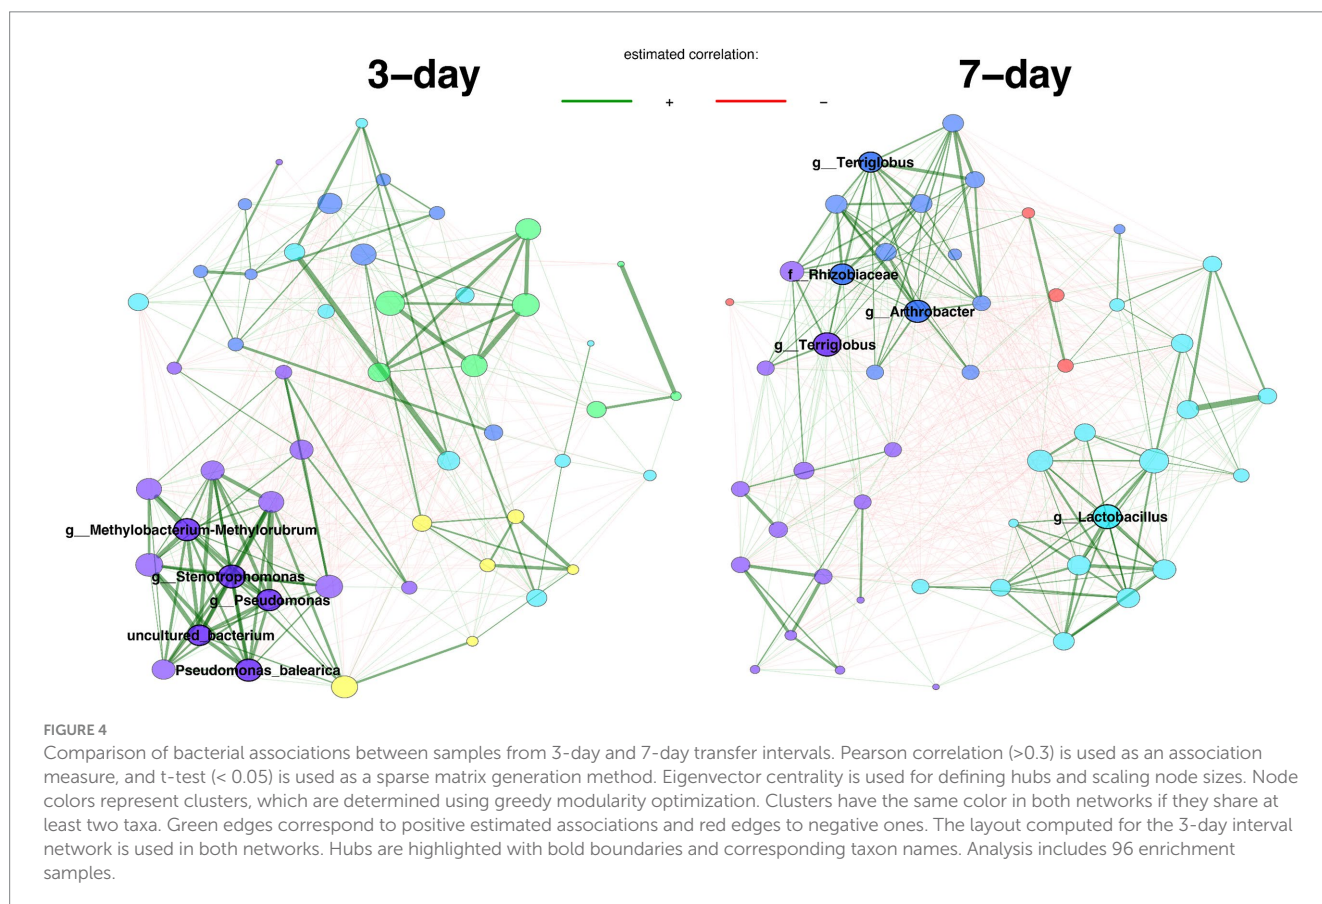 estimated correlation:
3–day
7–day
+
–
g__Terriglobus
f__Rhizobiaceae
g__Arthrobacter
g__Terriglobus
g__Lactobacillus
g__Methylobacterium-Methylorubrum
g__Stenotrophomonas
g__Pseudomonas
uncultured_bacterium
Pseudomonas_balearica
FIGURE 4
Comparison of bacterial associations between samples from 3-day and 7-day transfer intervals. Pearson correlation (>0.3) is used as an association
measure, and t-test (< 0.05) is used as a sparse matrix generation method. Eigenvector centrality is used for defining hubs and scaling node sizes. Node
colors represent clusters, which are determined using greedy modularity optimization. Clusters have the same color in both networks if they share at
least two taxa. Green edges correspond to positive estimated associations and red edges to negative ones. The layout computed for the 3-day interval
network is used in both networks. Hubs are highlighted with bold boundaries and corresponding taxon names. Analysis includes 96 enrichment
samples.